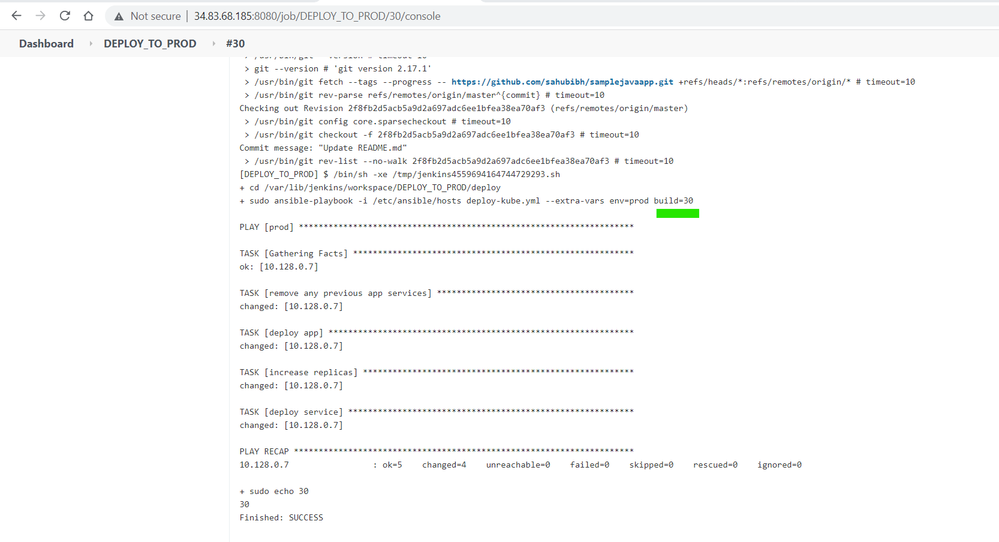 Not secure | 34.83.68.185:8080/job/DEPLOY_TO_PROD/30/console
Dashboard DEPLOY_TO_PROD #30
> /usr/bin/git --version # timeout=10
> git --version # 'git version 2.17.1'
> /usr/bin/git fetch --tags --progress -- https://github.com/sahubibh/samplejavaapp.git +refs/heads/*:refs/remotes/origin/* # timeout=10
> /usr/bin/git rev-parse refs/remotes/origin/master^{commit} # timeout=10
Checking out Revision 2f8fb2d5acb5a9d2a697adc6ee1bfea38ea70af3 (refs/remotes/origin/master)
> /usr/bin/git config core.sparsecheckout # timeout=10
> /usr/bin/git checkout -f 2f8fb2d5acb5a9d2a697adc6ee1bfea38ea70af3 # timeout=10
Commit message: "Update README.md"
> /usr/bin/git rev-list --no-walk 2f8fb2d5acb5a9d2a697adc6ee1bfea38ea70af3 # timeout=10
[DEPLOY_TO_PROD] $ /bin/sh -xe /tmp/jenkins4559694164744729293.sh
+ cd /var/lib/jenkins/workspace/DEPLOY_TO_PROD/deploy
+ sudo ansible-playbook -i /etc/ansible/hosts deploy-kube.yml --extra-vars env=prod build=30
PLAY [prod] ********************************************************************
TASK [Gathering Facts] *********************************************************
ok: [10.128.0.7]
TASK [remove any previous app services] ****************************************
changed: [10.128.0.7]
TASK [deploy app] **************************************************************
changed: [10.128.0.7]
TASK [increase replicas] *******************************************************
changed: [10.128.0.7]
TASK [deploy service] **********************************************************
changed: [10.128.0.7]
PLAY RECAP *********************************************************************
10.128.0.7 : ok=5 changed=4 unreachable=0 failed=0 skipped=0 rescued=0 ignored=0
+ sudo echo 30
30
Finished: SUCCESS